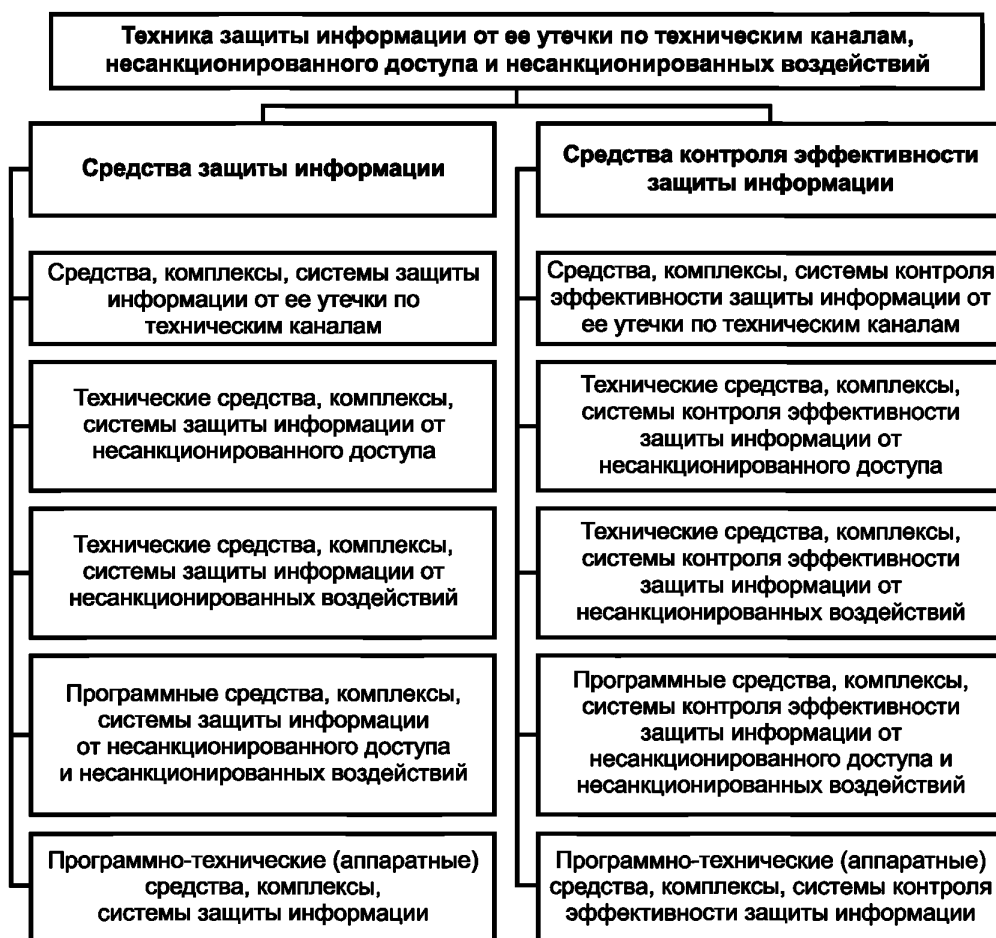 Техника защиты информации от ее утечки по техническим каналам,
несанкционированного доступа и несанкционированных воздействий
Средства защиты информации
Средства, комплексы, системы защиты
информации от ее утечки по
техническим каналам
Технические средства, комплексы,
системы защиты информации от
несанкционированного доступа
Технические средства, комплексы,
системы защиты информации от
несанкционированных воздействий
Программные средства, комплексы,
системы защиты информации
от несанкционированного доступа
и несанкционированных воздействий
Программно-технические (аппаратные)
средства, комплексы,
системы защиты информации
Средства контроля эффективности
защиты информации
Средства, комплексы, системы контроля
эффективности защиты информации от
ее утечки по техническим каналам
Технические средства, комплексы,
системы контроля эффективности
защиты информации от
несанкционированного доступа
Технические средства, комплексы,
системы контроля эффективности
защиты информации от
несанкционированных воздействий
Программные средства, комплексы,
системы контроля эффективности
защиты информации от
несанкционированного доступа и
несанкционированных воздействий
Программно-технические (аппаратные)
средства, комплексы, системы контроля
эффективности защиты информации